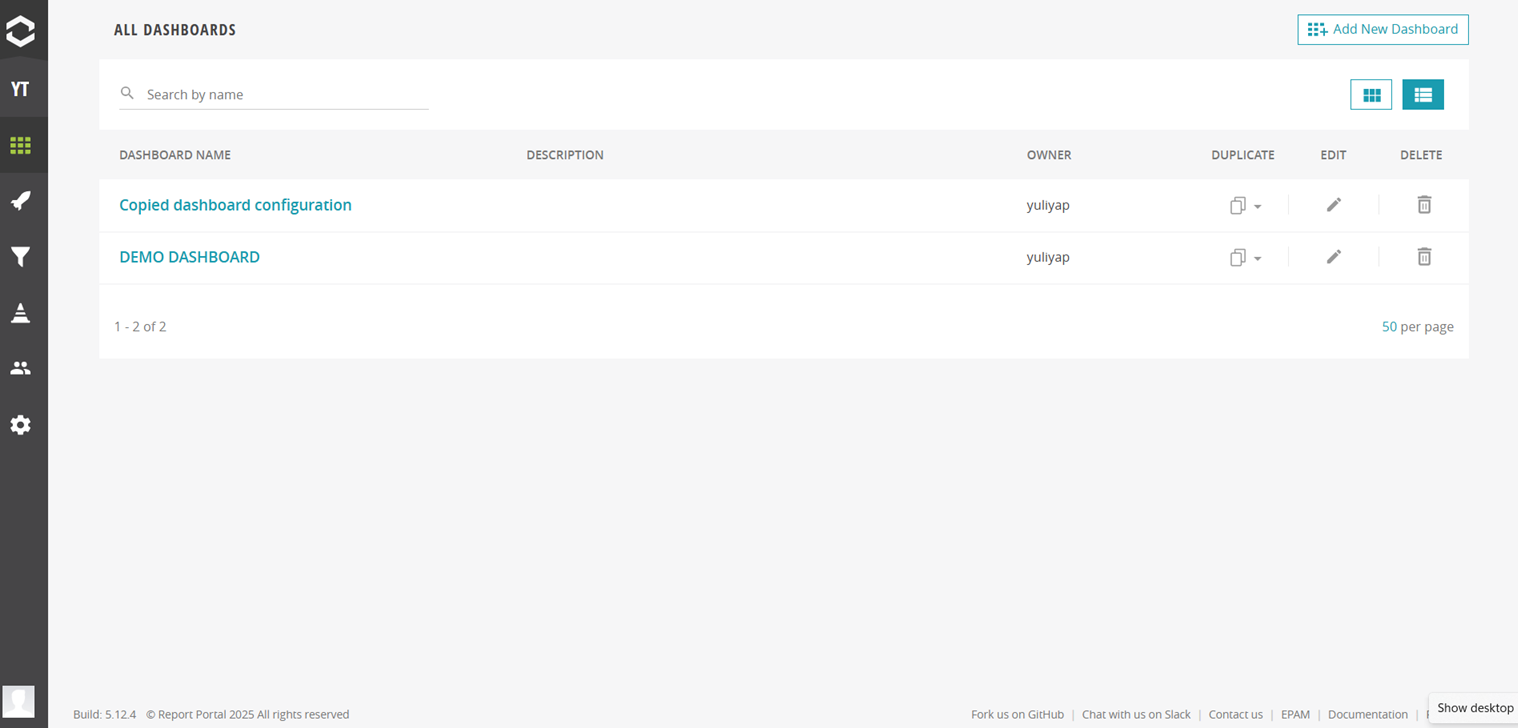 ALL DASHBOARDS
Add New Dashboard
YT
Search by name
DASHBOARD NAME DESCRIPTION OWNER DUPLICATE EDIT DELETE
Copied dashboard configuration yuliyap
DEMO DASHBOARD yuliyap
1 - 2 of 2 50 per page
Build: 5.12.4 © Report Portal 2025 All rights reserved Fork us on GitHub | Chat with us on Slack | Contact us | EPAM | Documentation |
Show desktop